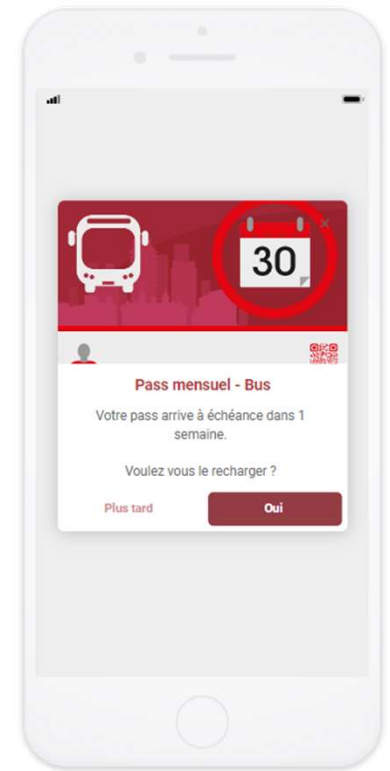 30
Pass mensuel - Bus
Votre pass arrive à échéance dans 1
semaine.
Voulez vous le recharger ?
Plus tard
Oui